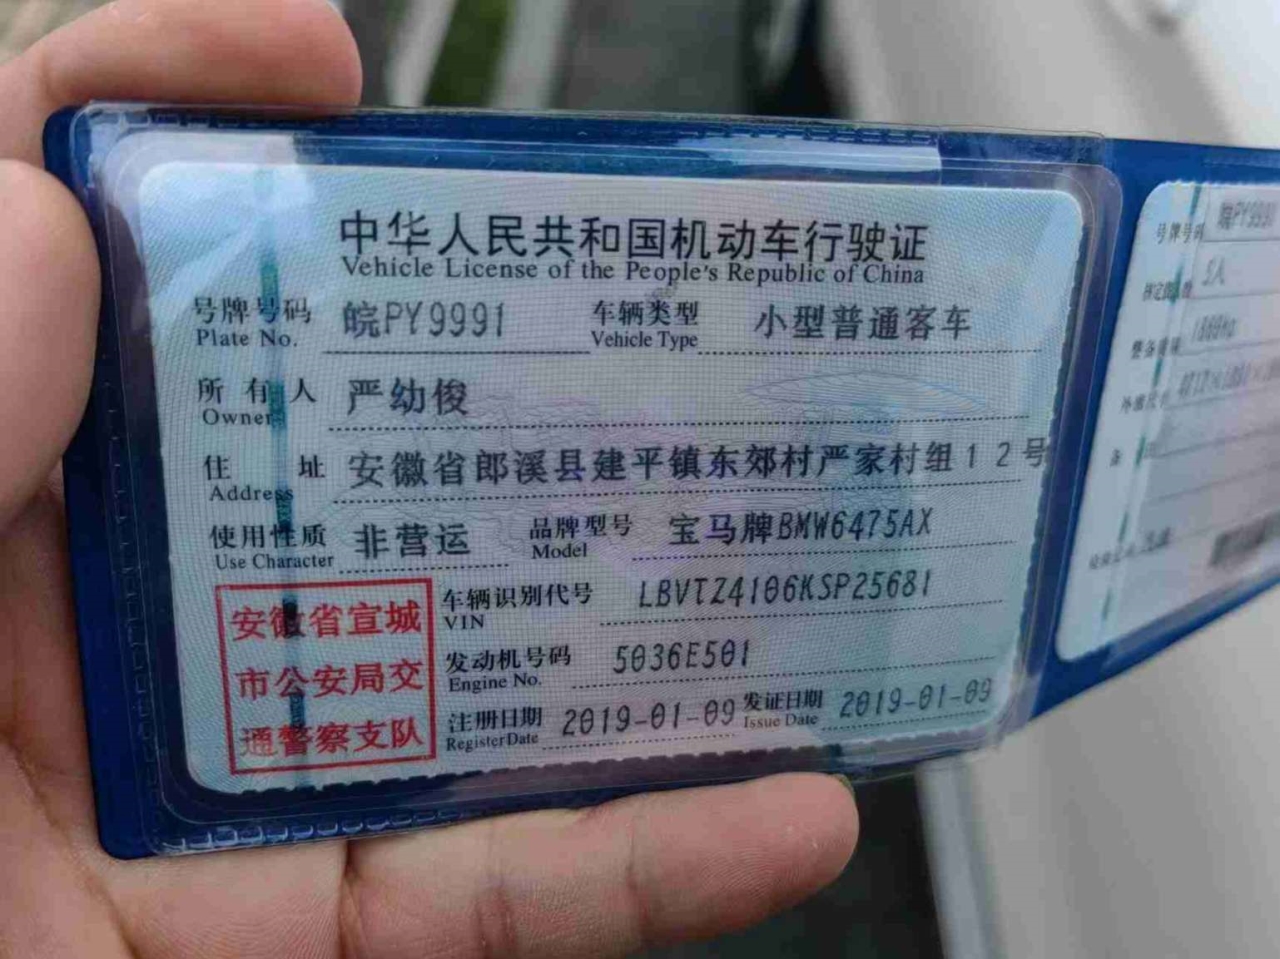 中华人民共和国机动车行驶证
Vehicle License of the People's Republic of China
号牌号码 皖PY9991 车辆类型 小型普通客车
Plate No. Vehicle Type
所有人 严幼俊
Owner
住址 安徽省郎溪县建平镇东郊村严家村组12号
Address
使用性质 非营运 品牌型号 宝马牌BMW6475AX
Use Character Model
车辆识别代号 LBVTZ4106KSP25681
VIN
发动机号码 5036E501
Engine No.
注册日期 2019-01-09 发证日期 2019-01-09
Register Date Issue Date
安徽省宣城
市公安局交
通警察支队
号牌号码